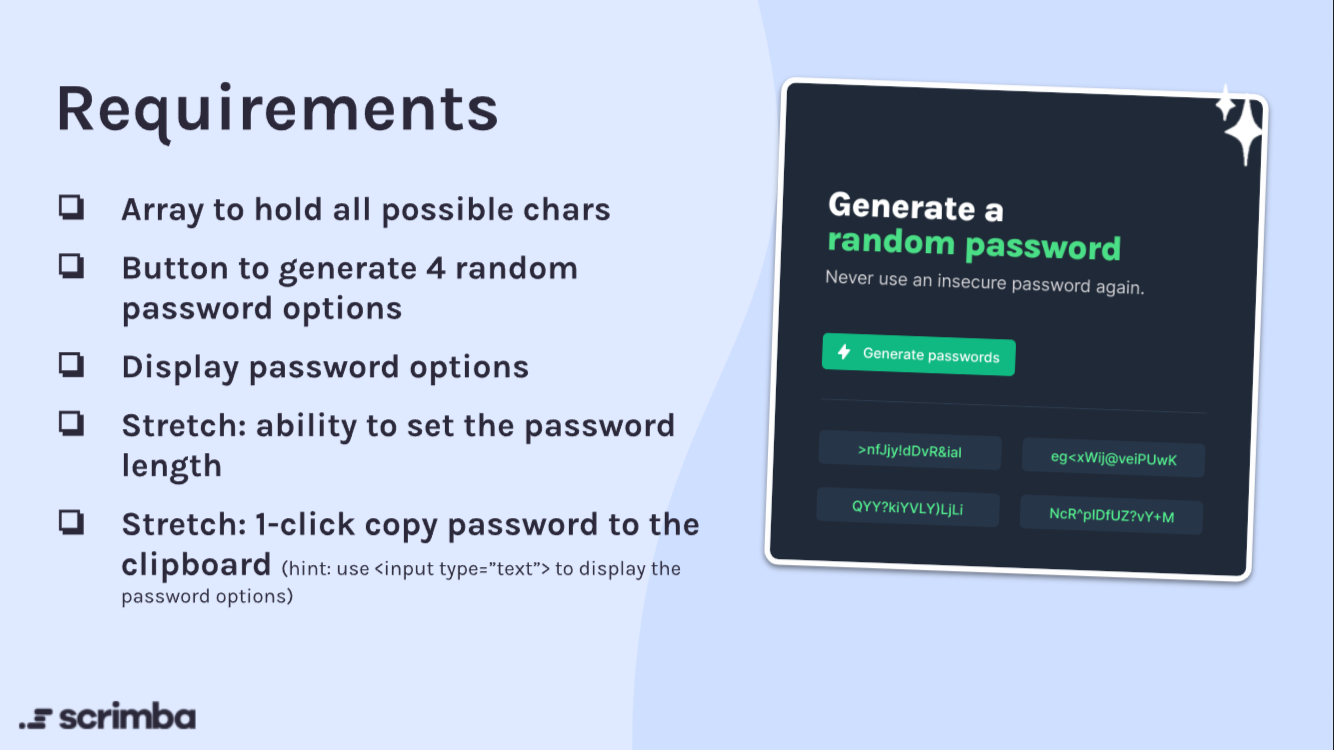 Requirements
Array to hold all possible chars
Button to generate 4 random
password options
Display password options
Stretch: ability to set the password
length
Stretch: 1-click copy password to the
clipboard (hint: use <input type=”text”> to display the
password options)
Generate a
random password
Never use an insecure password again.
Generate passwords
>nfJjy!dDvR&ial
eg<xWij@veiPUwK
QYY?kiYVLY)LjLi
NcR^pIDfUZ?vY+M
scrimba